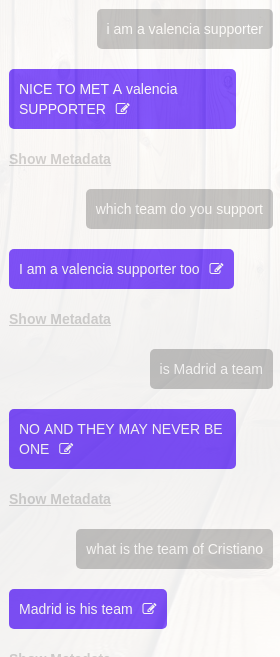 i am a valencia supporter
NICE TO MET A valencia
SUPPORTER
Show Metadata
which team do you support
I am a valencia supporter too
Show Metadata
is Madrid a team
NO AND THEY MAY NEVER BE
ONE
Show Metadata
what is the team of Cristiano
Madrid is his team
Show Metadata